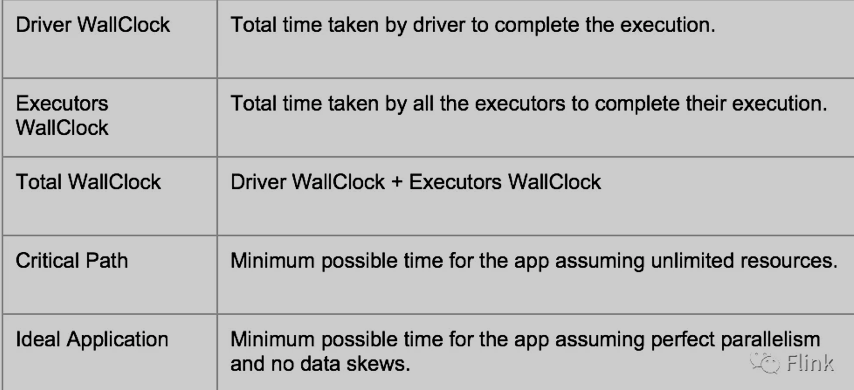 Driver WallClock
Total time taken by driver to complete the execution.
Executors
WallClock
Total time taken by all the executors to complete their execution.
Total WallClock
Driver WallClock + Executors WallClock
Critical Path
Minimum possible time for the app assuming unlimited resources.
Ideal Application
Minimum possible time for the app assuming perfect parallelism
and no data skews.
Flink